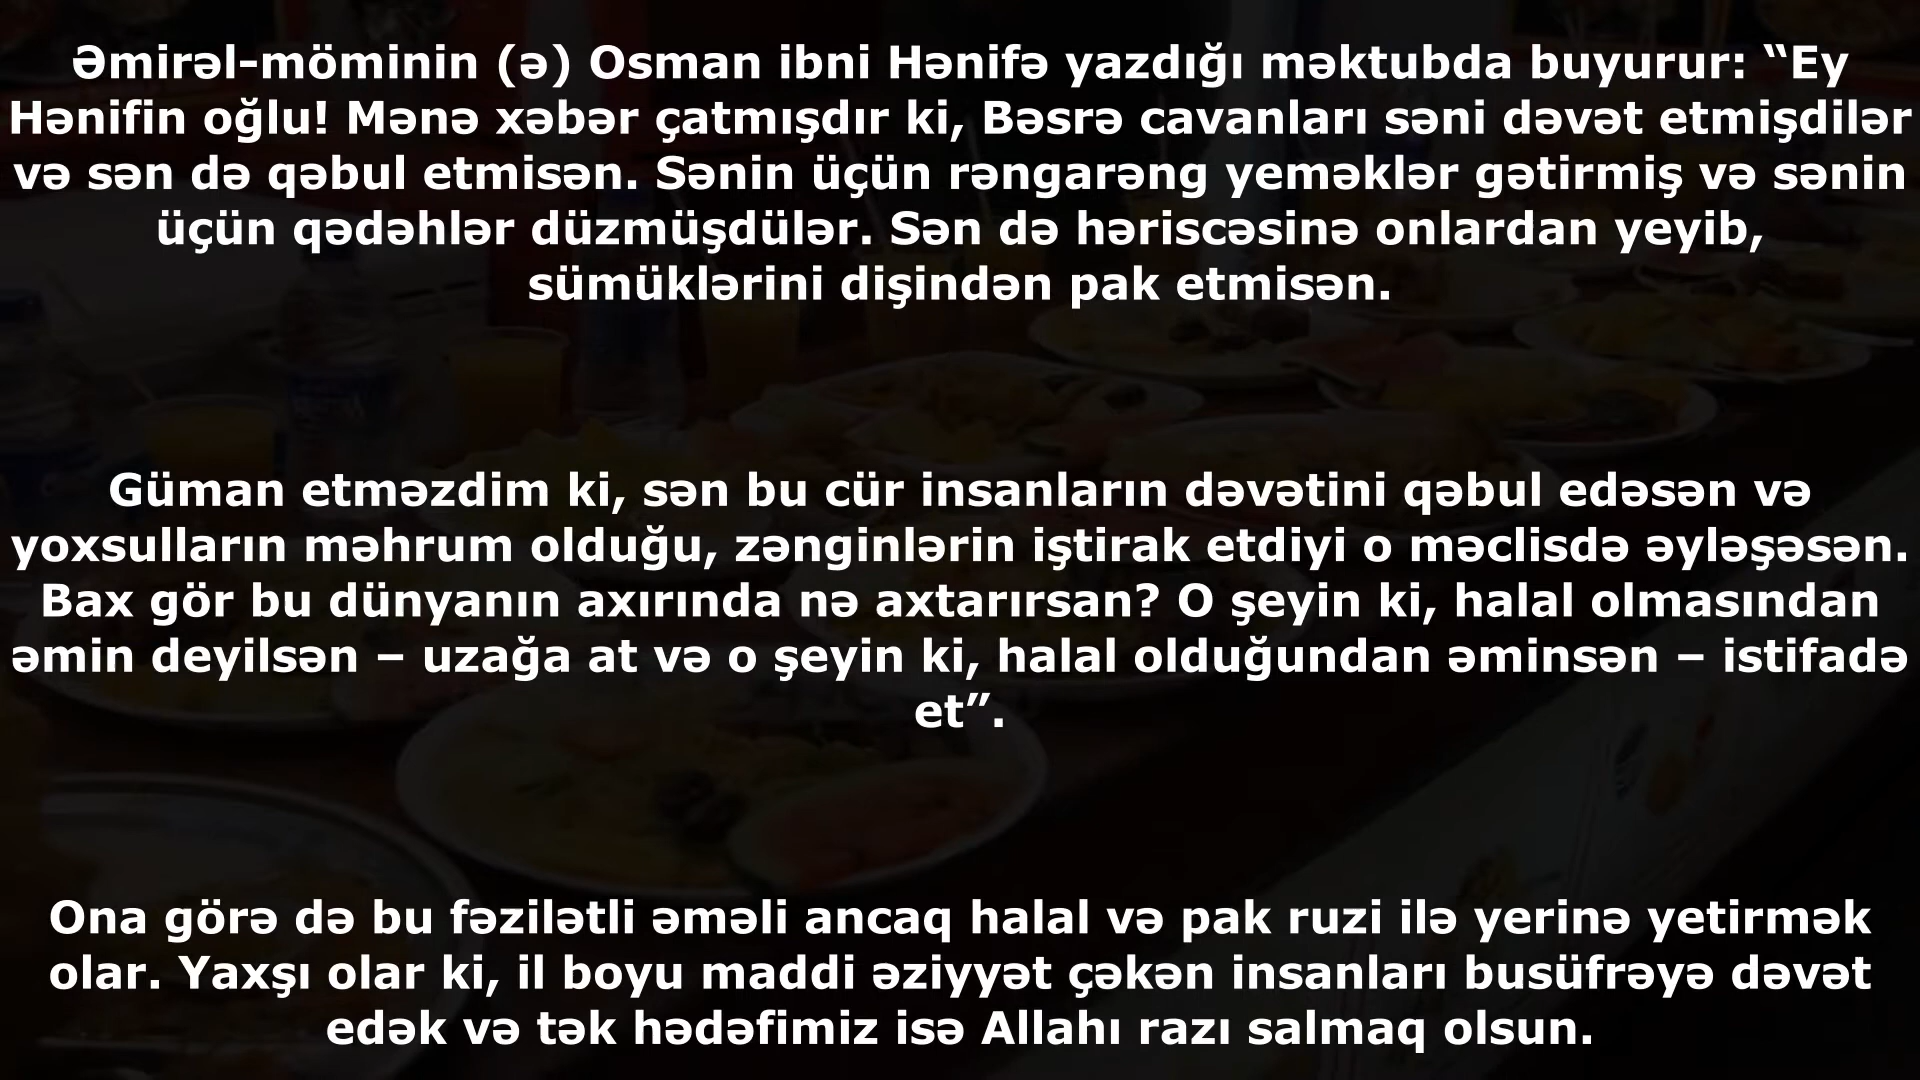 Əmirəl-möminin (ə) Osman ibni Hənifə yazdığı məktubda buyurur: “Ey
Hənifin oğlu! Mənə xəbər çatmışdır ki, Bəsrə cavanları səni dəvət etmişdilər
və sən də qəbul etmisən. Sənin üçün rəngarəng yeməklər gətirmiş və sənin
üçün qədəhlər düzmüşdülər. Sən də həriscəsinə onlardan yeyib,
sümüklərini dişindən pak etmisən.
Güman etməzdim ki, sən bu cür insanların dəvətini qəbul edəsən və
yoxsulların məhrum olduğu, zənginlərin iştirak etdiyi o məclisdə əyləşəsən.
Bax gör bu dünyanın axırında nə axtarırsan? O şeyin ki, halal olmasından
əmin deyilsən – uzağa at və o şeyin ki, halal olduğundan əminsən – istifadə
et”.
Ona görə də bu fəzilətli əməli ancaq halal və pak ruzi ilə yerinə yetirmək
olar. Yaxşı olar ki, il boyu maddi əziyyət çəkən insanları busüfrəyə dəvət
edək və tək hədəfimiz isə Allahı razı salmaq olsun.